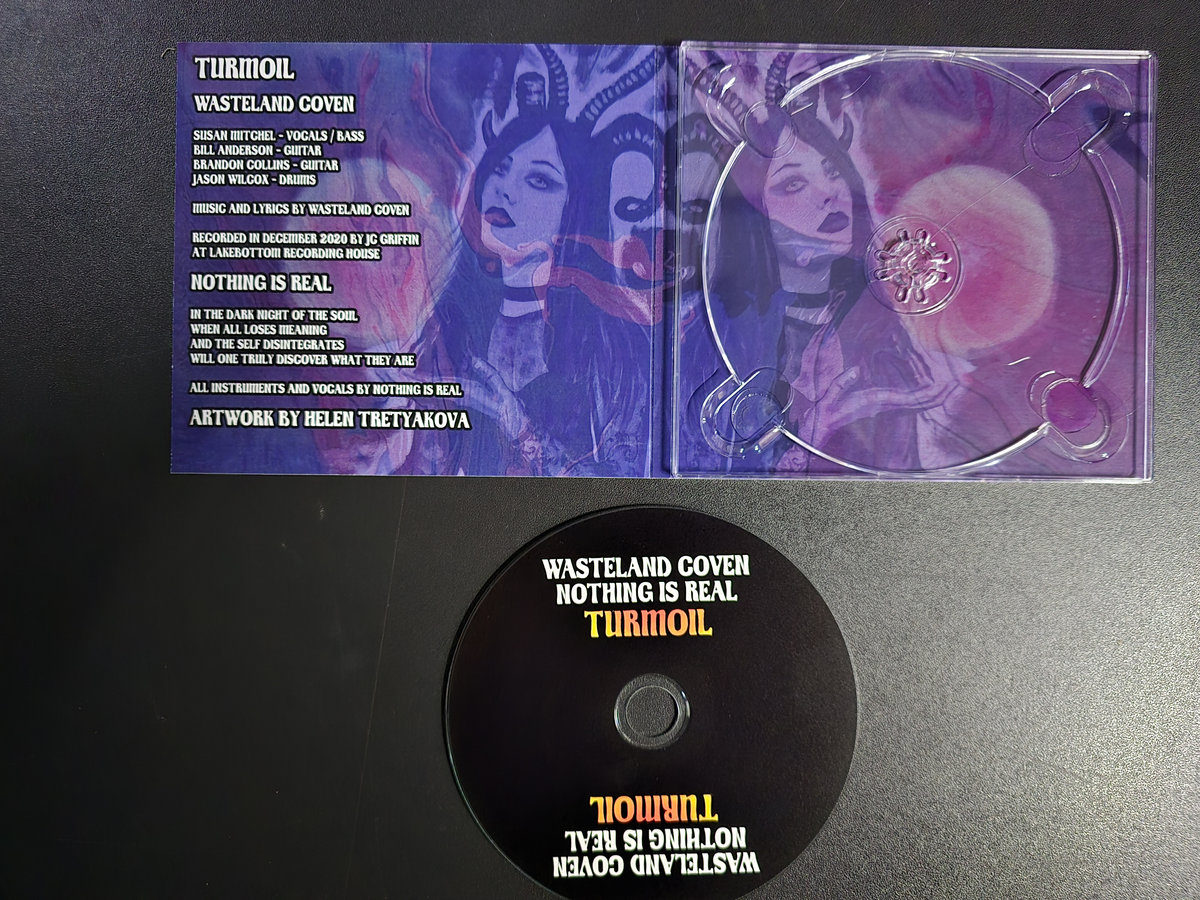 TURMOIL
WASTELAND COVEN
SUSAN MITCHEL - VOCALS / BASS
BILL ANDERSON - GUITAR
BRANDON COLLINS - GUITAR
JASON WILCOX - DRUMS
MUSIC AND LYRICS BY WASTELAND COVEN
RECORDED IN DECEMBER 2020 BY JC GRIFFIN
AT LAKEBOTTOM RECORDING HOUSE
NOTHING IS REAL
IN THE DARK NIGHT OF THE SOUL
WHEN ALL LOSES MEANING
AND THE SELF DISINTEGRATES
WILL ONE TRULY DISCOVER WHAT THEY ARE
ALL INSTRUMENTS AND VOCALS BY NOTHING IS REAL
ARTWORK BY HELEN TRETYAKOVA
WASTELAND COVEN
NOTHING IS REAL
TURMOIL
TURMOIL
NOTHING IS REAL
WASTELAND COVEN